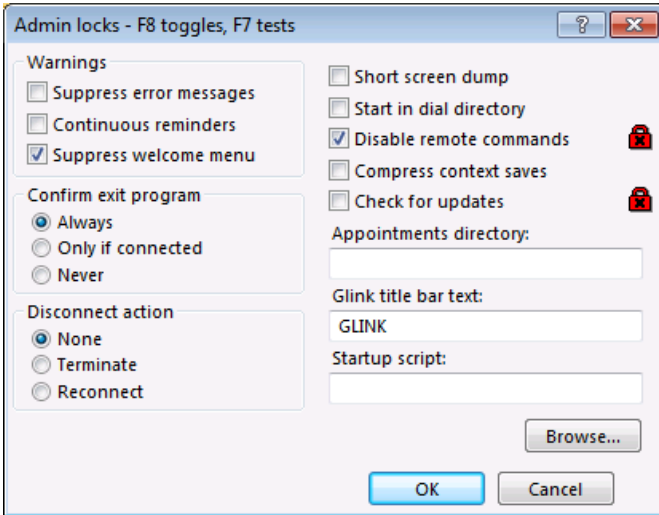 Admin locks - F8 toggles, F7 tests
Warnings
Suppress error messages
Continuous reminders
Suppress welcome menu
Confirm exit program
Always
Only if connected
Never
Disconnect action
None
Terminate
Reconnect
Short screen dump
Start in dial directory
Disable remote commands
Compress context saves
Check for updates
Appointments directory:
Glink title bar text:
GLINK
Startup script:
Browse...
OK
Cancel